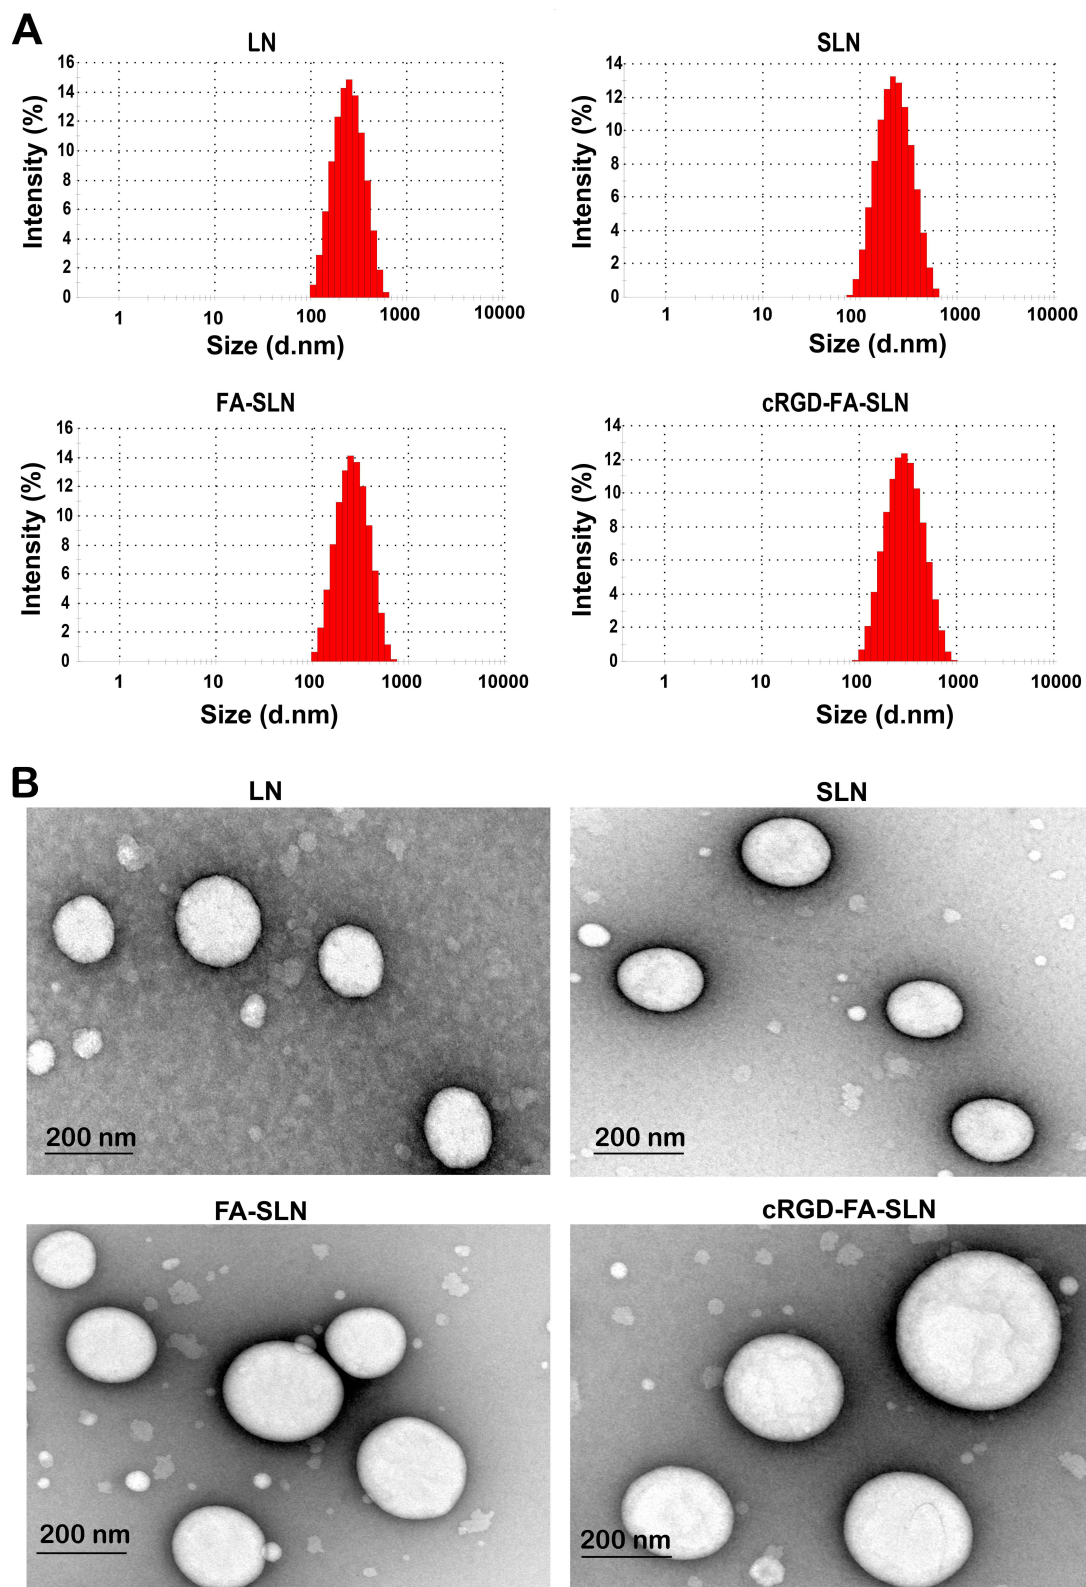 A
LN
Intensity (%)
16
14
12
10
8
6
4
2
0
1 10 100 1000 10000
Size (d.nm)
SLN
Intensity (%)
14
12
10
8
6
4
2
0
1 10 100 1000 10000
Size (d.nm)
FA-SLN
Intensity (%)
16
14
12
10
8
6
4
2
0
1 10 100 1000 10000
Size (d.nm)
cRGD-FA-SLN
Intensity (%)
14
12
10
8
6
4
2
0
1 10 100 1000 10000
Size (d.nm)
B
LN
200 nm
SLN
200 nm
FA-SLN
200 nm
cRGD-FA-SLN
200 nm